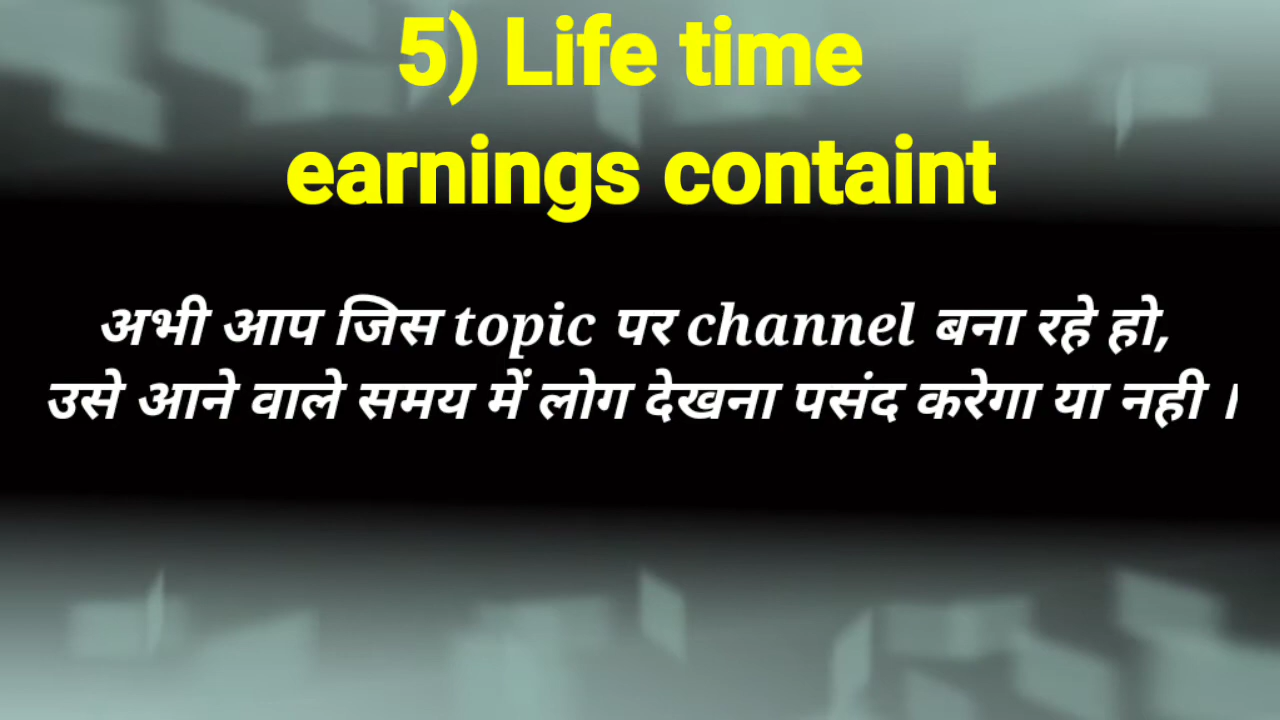 5) Life time
earnings containt
अभी आप जिस topic पर channel बना रहे हो,
उसे आने वाले समय में लोग देखना पसंद करेगा या नही ।